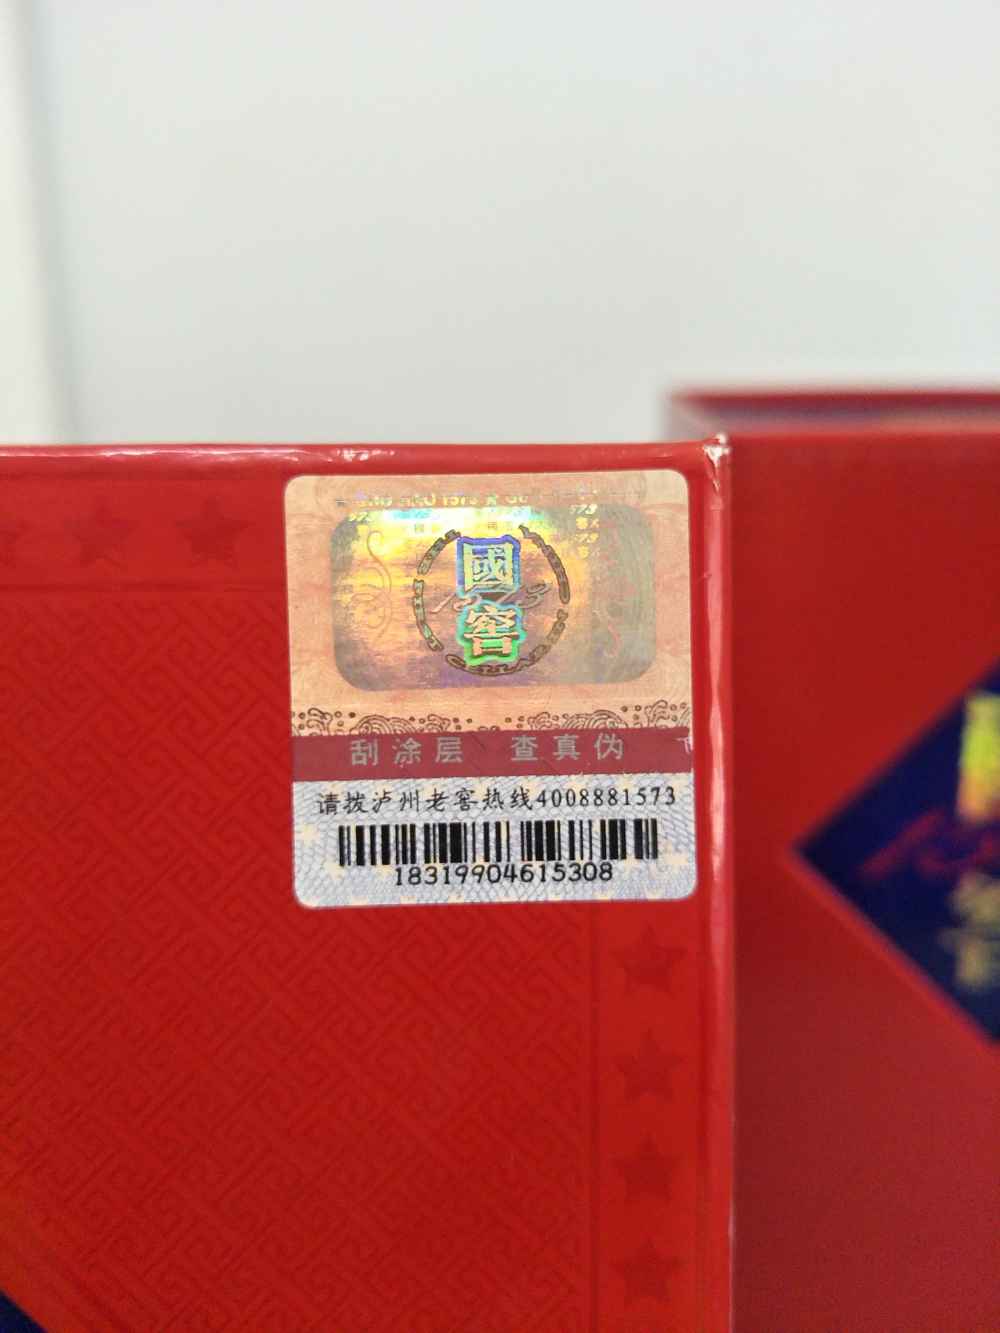 國
1573
窖
刮涂层 查真伪
请拨泸州老窖热线4008881573
18319904615308